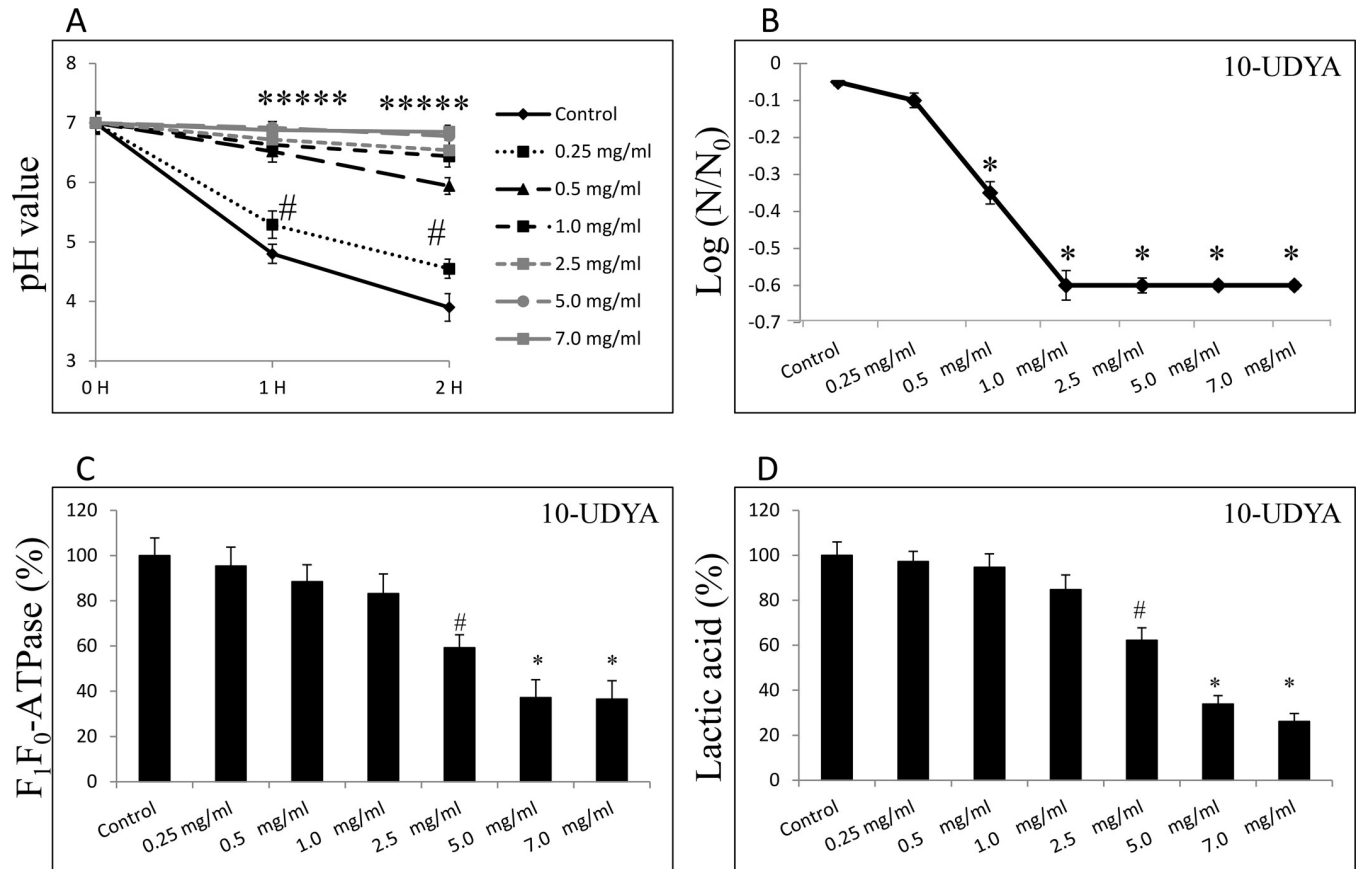 A
pH value
8
7
6
5
4
3
0 H
1 H
2 H
*****
*****
#
#
Control
0.25 mg/ml
0.5 mg/ml
1.0 mg/ml
2.5 mg/ml
5.0 mg/ml
7.0 mg/ml
B
10-UDYA
Log (N/N0)
0
-0.1
-0.2
-0.3
-0.4
-0.5
-0.6
-0.7
*
*
*
*
*
Control
0.25 mg/ml
0.5 mg/ml
1.0 mg/ml
2.5 mg/ml
5.0 mg/ml
7.0 mg/ml
C
10-UDYA
F1F0-ATPase (%)
120
100
80
60
40
20
0
#
*
*
Control
0.25 mg/ml
0.5 mg/ml
1.0 mg/ml
2.5 mg/ml
5.0 mg/ml
7.0 mg/ml
D
10-UDYA
Lactic acid (%)
120
100
80
60
40
20
0
#
*
*
Control
0.25 mg/ml
0.5 mg/ml
1.0 mg/ml
2.5 mg/ml
5.0 mg/ml
7.0 mg/ml